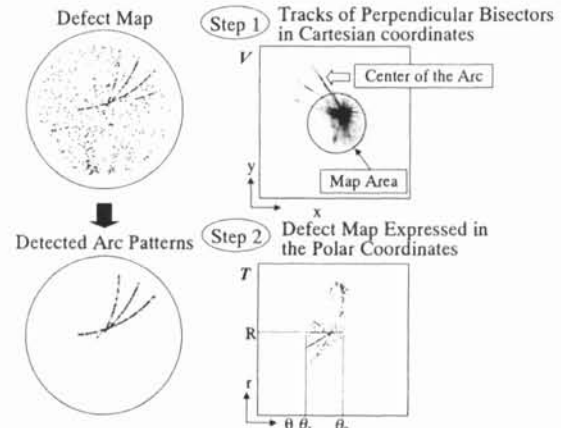 Defect Map
Detected Arc Patterns
Step 1
Tracks of Perpendicular Bisectors
in Cartesian coordinates
V
Center of the Arc
Map Area
y
x
Step 2
Defect Map Expressed in
the Polar Coordinates
T
R
r
θ